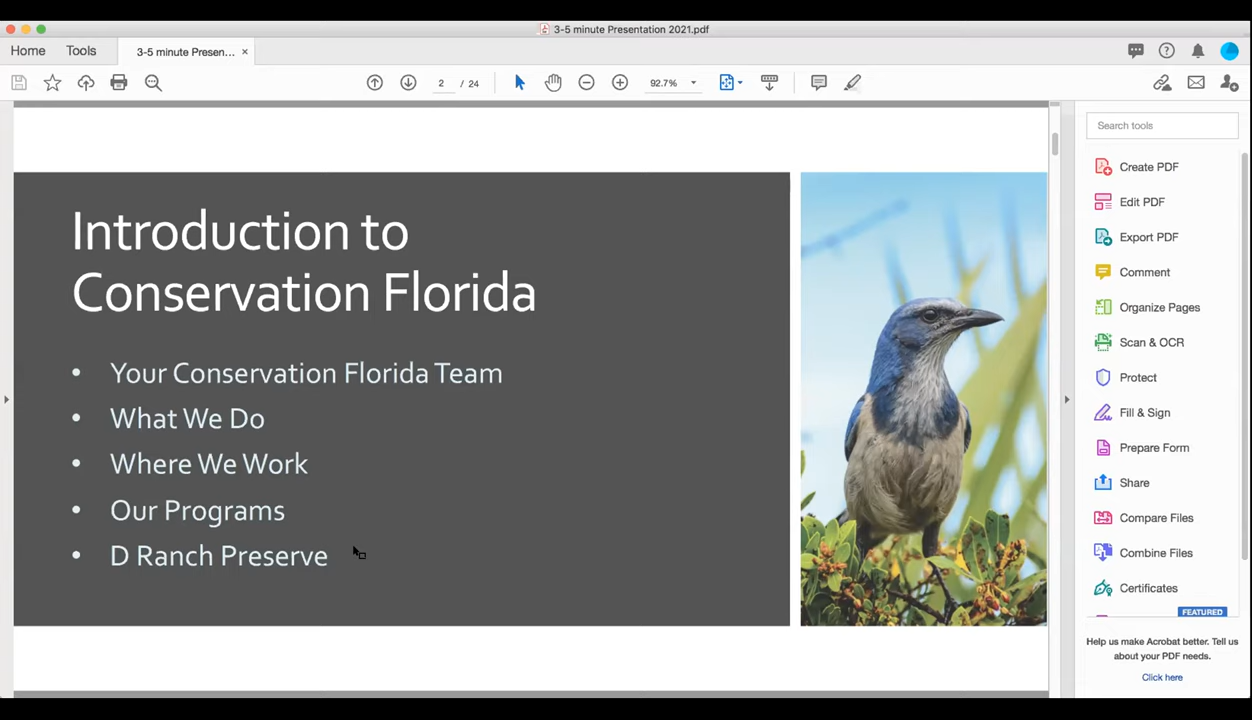 3-5 minute Presentation 2021.pdf
Home
Tools
3-5 minute Presen...
2 / 24
92.7%
Search tools
Introduction to
Conservation Florida
• Your Conservation Florida Team
• What We Do
• Where We Work
• Our Programs
• D Ranch Preserve
Create PDF
Edit PDF
Export PDF
Comment
Organize Pages
Scan & OCR
Protect
Fill & Sign
Prepare Form
Share
Compare Files
Combine Files
Certificates
FEATURED
Help us make Acrobat better. Tell us
about your PDF needs.
Click here